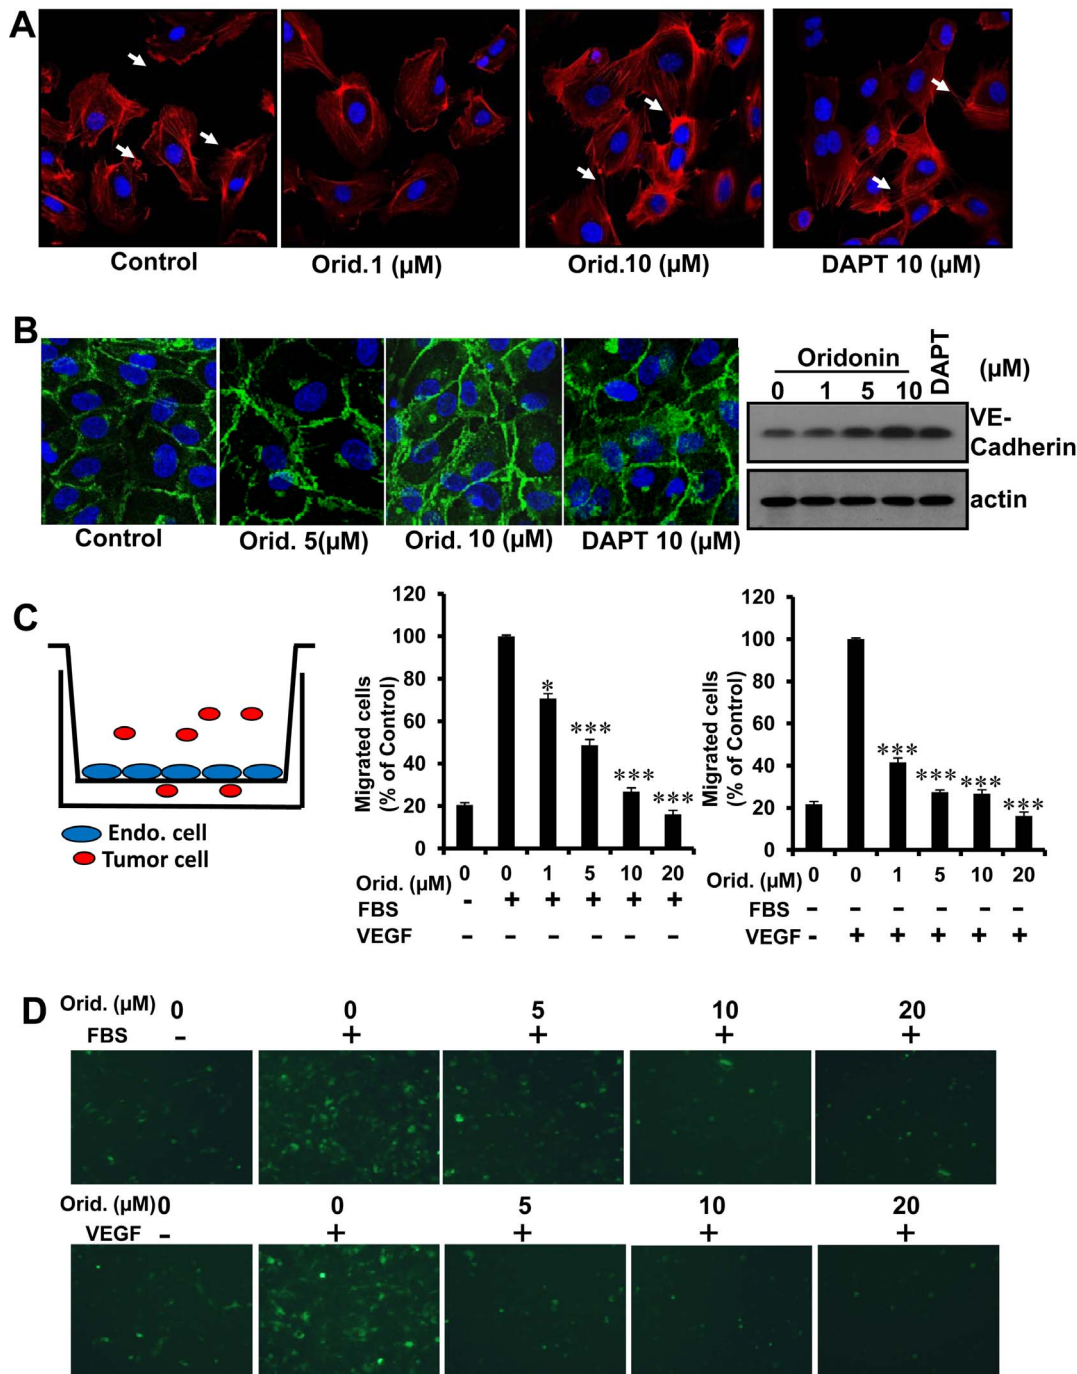 A
Control
Orid.1 (µM)
Orid.10 (µM)
DAPT 10 (µM)
B
Control
Orid. 5(µM)
Orid. 10 (µM)
DAPT 10 (µM)
Oridonin
DAPT
(µM)
0 1 5 10
VE-
Cadherin
actin
C
Endo. cell
Tumor cell
Migrated cells
(% of Control)
120
100
80
60
40
20
0
*
***
***
***
Orid. (µM) 0 0 1 5 10 20
FBS - + + + + +
VEGF - - - - - -
Migrated cells
(% of Control)
120
100
80
60
40
20
0
***
***
***
***
Orid. (µM) 0 0 1 5 10 20
FBS - - - - - -
VEGF - + + + + +
D
Orid. (µM) 0 0 5 10 20
FBS - + + + +
Orid. (µM) 0 0 5 10 20
VEGF - + + + +